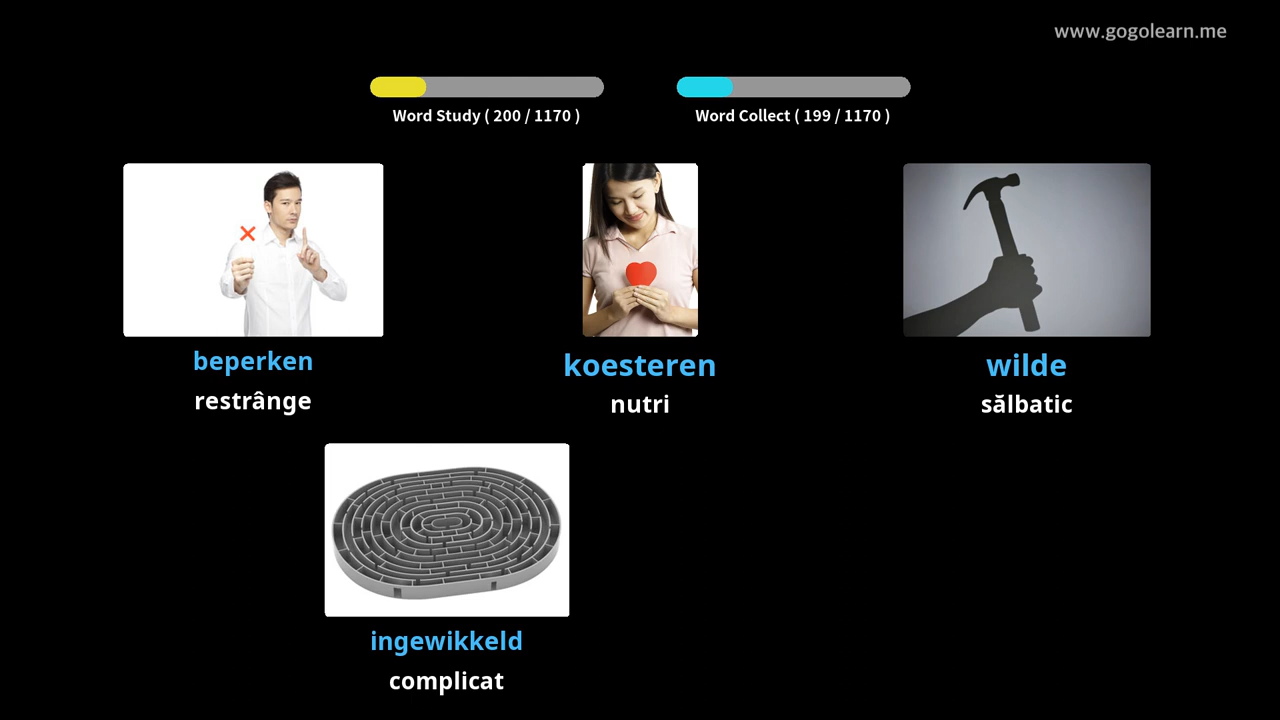 www.gogolearn.me
Word Study ( 200 / 1170 )
Word Collect ( 199 / 1170 )
beperken
restrânge
koesteren
nutri
wilde
sălbatic
ingewikkeld
complicat